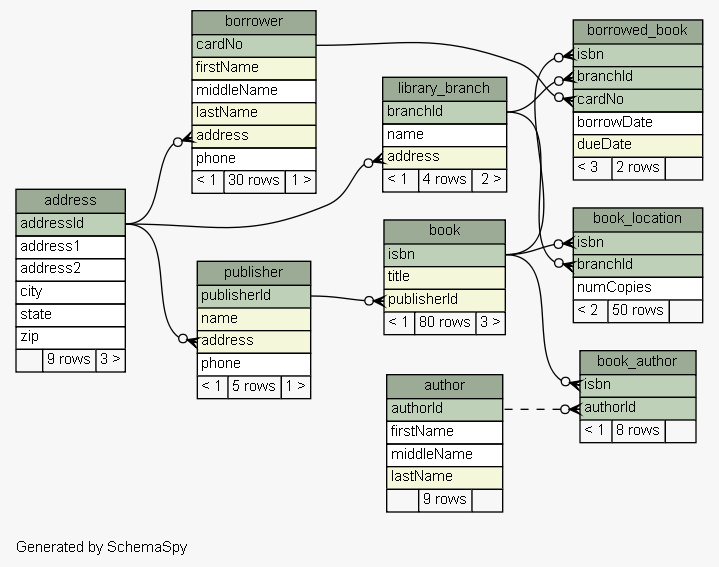 borrower
cardNo
firstName
middleName
lastName
address
phone
< 1 30 rows 1 >
library_branch
branchId
name
address
< 1 4 rows 2 >
borrowed_book
isbn
branchId
cardNo
borrowDate
dueDate
< 3 2 rows
address
addressId
address1
address2
city
state
zip
9 rows 3 >
publisher
publisherId
name
address
phone
< 1 5 rows 1 >
book
isbn
title
publisherId
< 1 80 rows 3 >
book_location
isbn
branchId
numCopies
< 2 50 rows
author
authorId
firstName
middleName
lastName
9 rows
book_author
isbn
authorId
< 1 8 rows
Generated by SchemaSpy